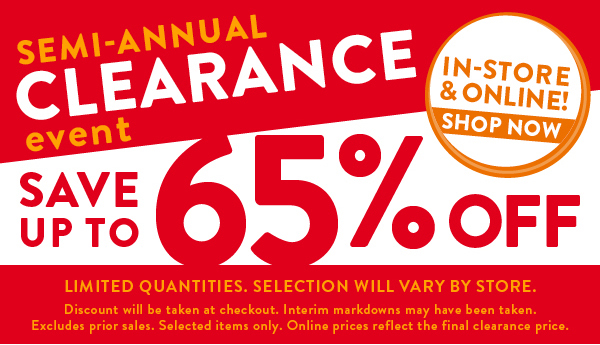 SEMI-ANNUAL
CLEARANCE
event
IN-STORE
& ONLINE!
SHOP NOW
SAVE
UP TO
65% OFF
LIMITED QUANTITIES. SELECTION WILL VARY BY STORE.
Discount will be taken at checkout. Interim markdowns may have been taken.
Excludes prior sales. Selected items only. Online prices reflect the final clearance price.